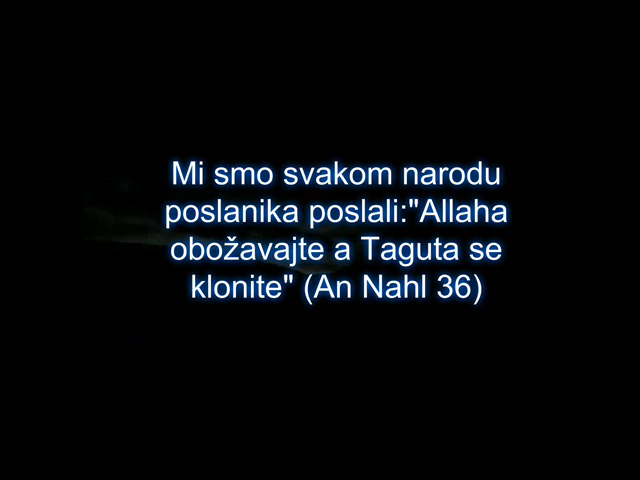 Mi smo svakom narodu
poslanika poslali:"Allaha
obožavajte a Taguta se
klonite" (An Nahl 36)